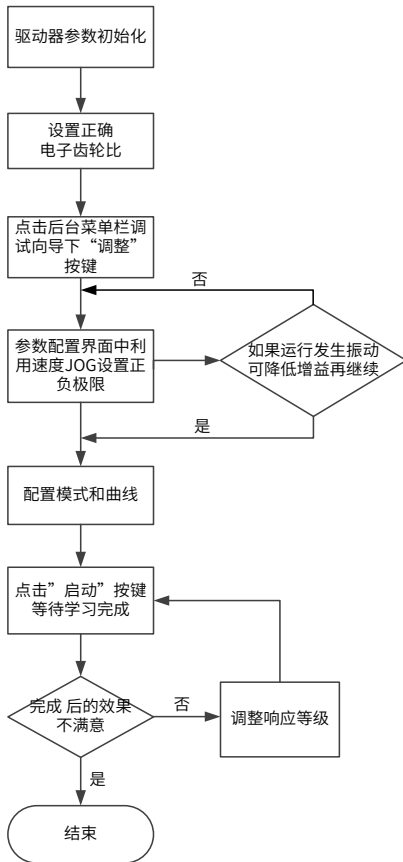 驱动器参数初始化
设置正确
电子齿轮比
点击后台菜单栏调
试向导下“调整”
按键
否
参数配置界面中利
用速度JOG设置正
负极限
如果运行发生振动
可降低增益再继续
是
配置模式和曲线
点击”启动”按键
等待学习完成
完成 后的效果
不满意
否
调整响应等级
是
结束